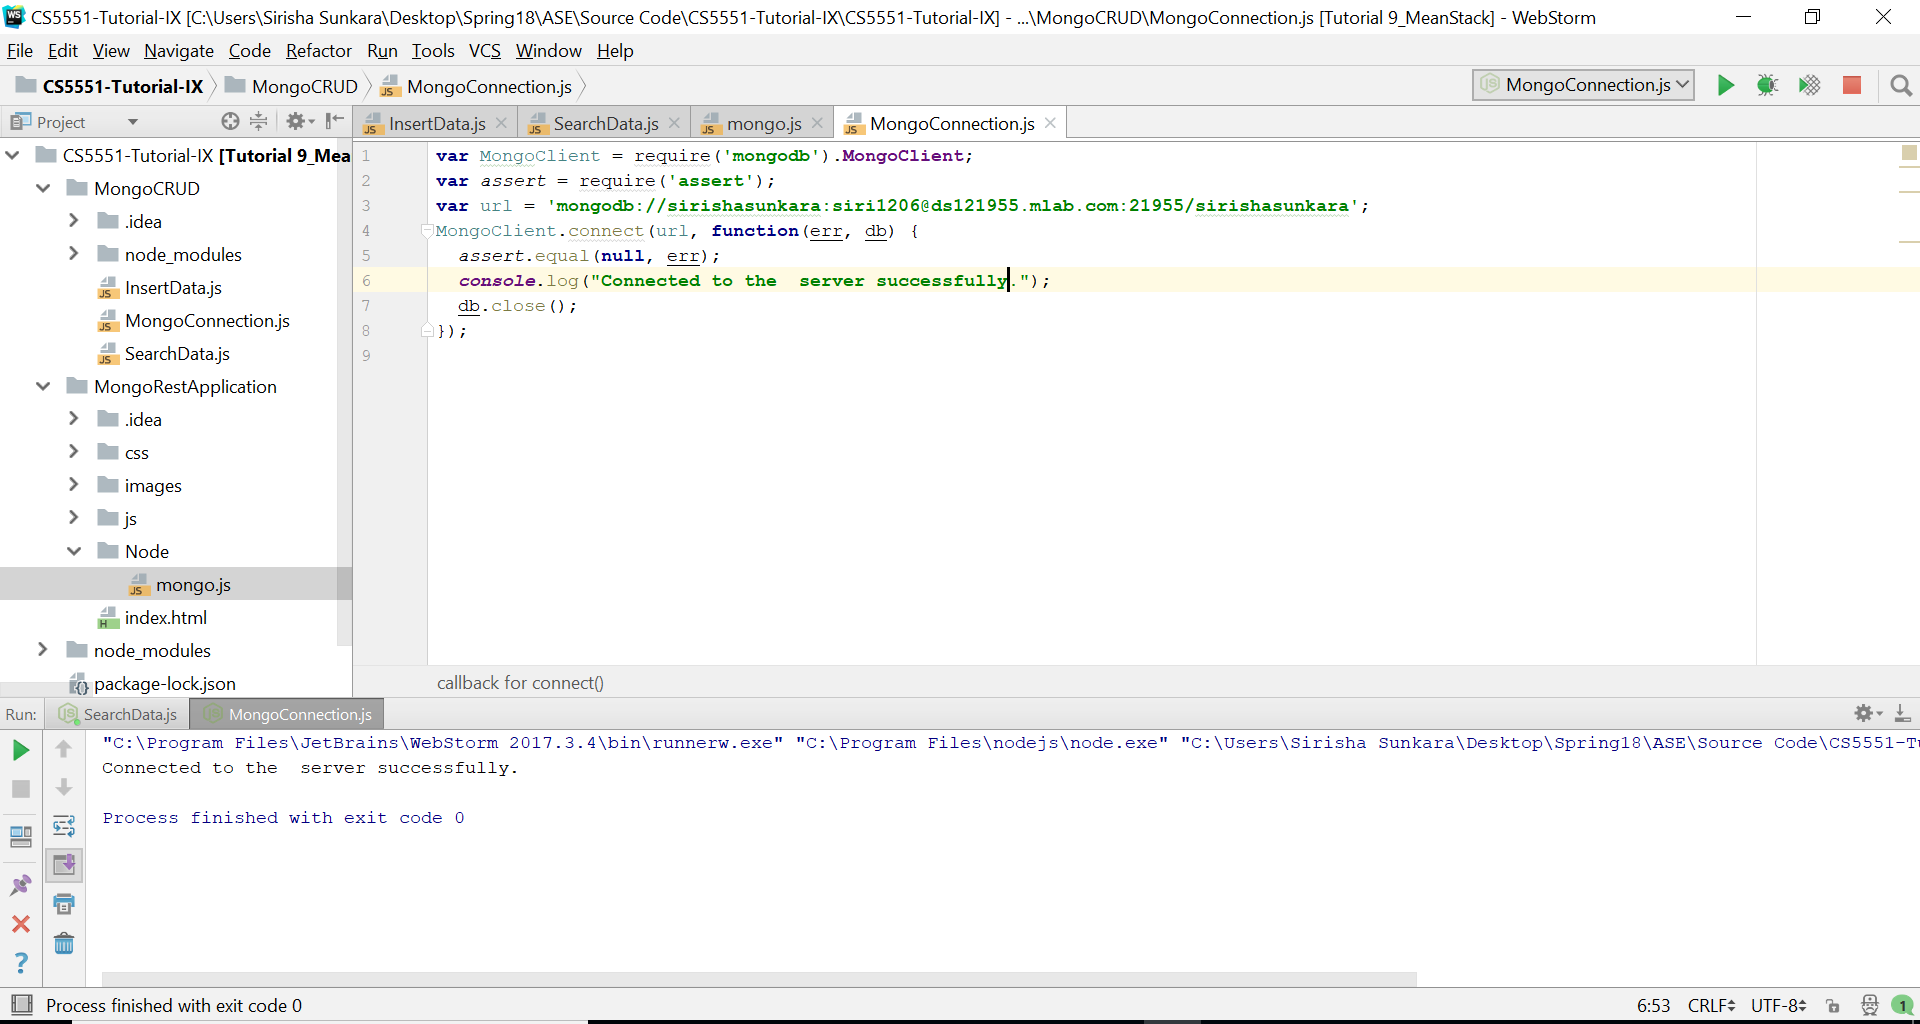 CS5551-Tutorial-IX [C:\Users\Sirisha Sunkara\Desktop\Spring18\ASE\Source Code\CS5551-Tutorial-IX\CS5551-Tutorial-IX] - ...\MongoCRUD\MongoConnection.js [Tutorial 9_MeanStack] - WebStorm
File Edit View Navigate Code Refactor Run Tools VCS Window Help
CS5551-Tutorial-IX MongoCRUD MongoConnection.js MongoConnection.js
Project InsertData.js SearchData.js mongo.js MongoConnection.js
CS5551-Tutorial-IX [Tutorial 9_Mea
MongoCRUD
.idea
node_modules
InsertData.js
MongoConnection.js
SearchData.js
MongoRestApplication
.idea
css
images
js
Node
mongo.js
index.html
node_modules
package-lock.json
1 var MongoClient = require('mongodb').MongoClient;
2 var assert = require('assert');
3 var url = 'mongodb://sirishasunkara:siri1206@ds121955.mlab.com:21955/sirishasunkara';
4 MongoClient.connect(url, function(err, db) {
5 assert.equal(null, err);
6 console.log("Connected to the  server successfully.");
7 db.close();
8 });
9
callback for connect()
Run: SearchData.js MongoConnection.js
"C:\Program Files\JetBrains\WebStorm 2017.3.4\bin\runnerw.exe" "C:\Program Files\nodejs\node.exe" "C:\Users\Sirisha Sunkara\Desktop\Spring18\ASE\Source Code\CS5551-Tu
Connected to the  server successfully.
Process finished with exit code 0
Process finished with exit code 0 6:53 CRLF UTF-8 1